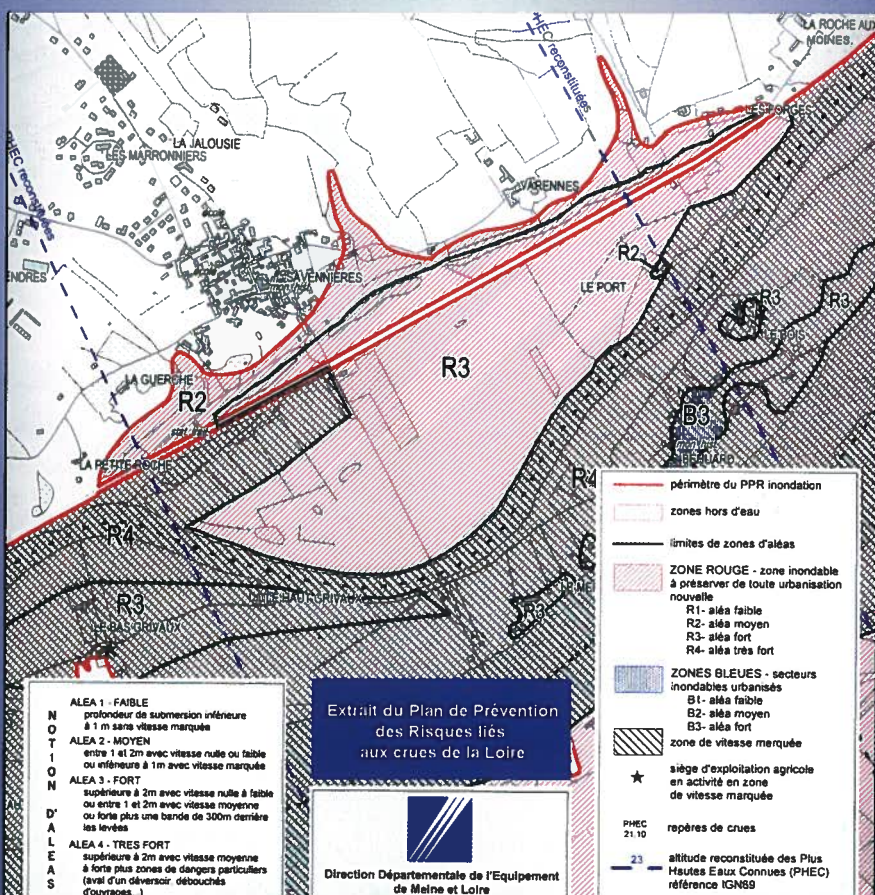 LA ROCHE AUX
MOINES.
PHEC reconstituées
LES FORGES
LA JALOUSIE
LES MARRONNIERS
PHEC reconstituées
VARENNES
école
SAVENNIÈRES
ENDRES
R2
LE PORT
R3
R3
R3
LA GUERCHE
R2
B3
LA PETITE ROCHE
R4
R4
R3
LE BAS GRIVAUX
LE HAUT GRIVAUX
R3
périmètre du PPR inondation
zones hors d'eau
limites de zones d'aléas
ZONE ROUGE - zone inondable
à préserver de toute urbanisation
nouvelle
R1- aléa faible
R2- aléa moyen
R3- aléa fort
R4- aléa très fort
ZONES BLEUES - secteurs
inondables urbanisés
B1- aléa faible
B2- aléa moyen
B3- aléa fort
zone de vitesse merquée
siège d'exploitation agricole
en activité en zone
de vitesse marquée
PHEC
21.10
repères de crues
23
altitude reconstituée des Plus
Hautes Eaux Connues (PHEC)
référence IGN69
NOTION D'ALEAS
ALEA 1 - FAIBLE
profondeur de submersion inférieure
à 1 m sans vitesse marquée
ALEA 2 - MOYEN
entre 1 et 2m avec vitesse nulle ou faible
ou inférieure à 1m avec vitesse marquée
ALEA 3 - FORT
supérieure à 2m avec vitesse nulle à faible
ou entre 1 et 2m avec vitesse moyenne
ou forte plus une bande de 300m derrière
les levées
ALEA 4 - TRES FORT
supérieure à 2m avec vitesse moyenne
à forte plus zones de dangers particuliers
(aval d'un déversoir, débouchés
d'ouvrages...)
Extrait du Plan de Prévention
des Risques liés
aux crues de la Loire
Direction Départementale de l'Equipement
de Maine et Loire